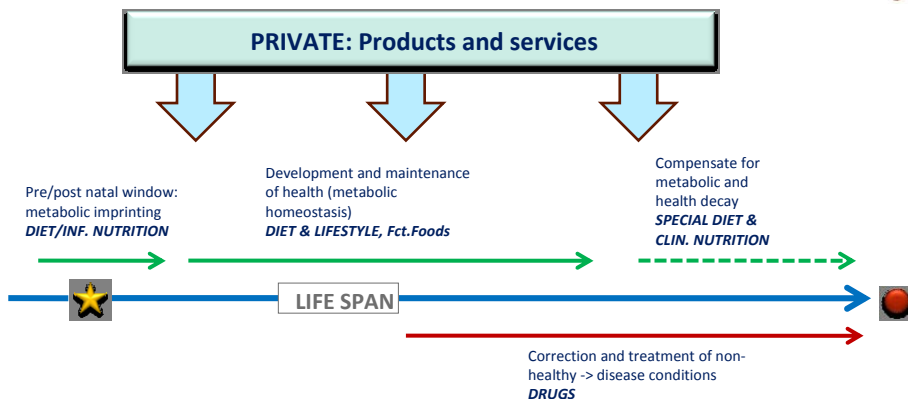 PRIVATE: Products and services
Pre/post natal window:
metabolic imprinting
DIET/INF. NUTRITION
Development and maintenance
of health (metabolic
homeostasis)
DIET & LIFESTYLE, Fct.Foods
Compensate for
metabolic and
health decay
SPECIAL DIET &
CLIN. NUTRITION
LIFE SPAN
Correction and treatment of non-
healthy -> disease conditions
DRUGS